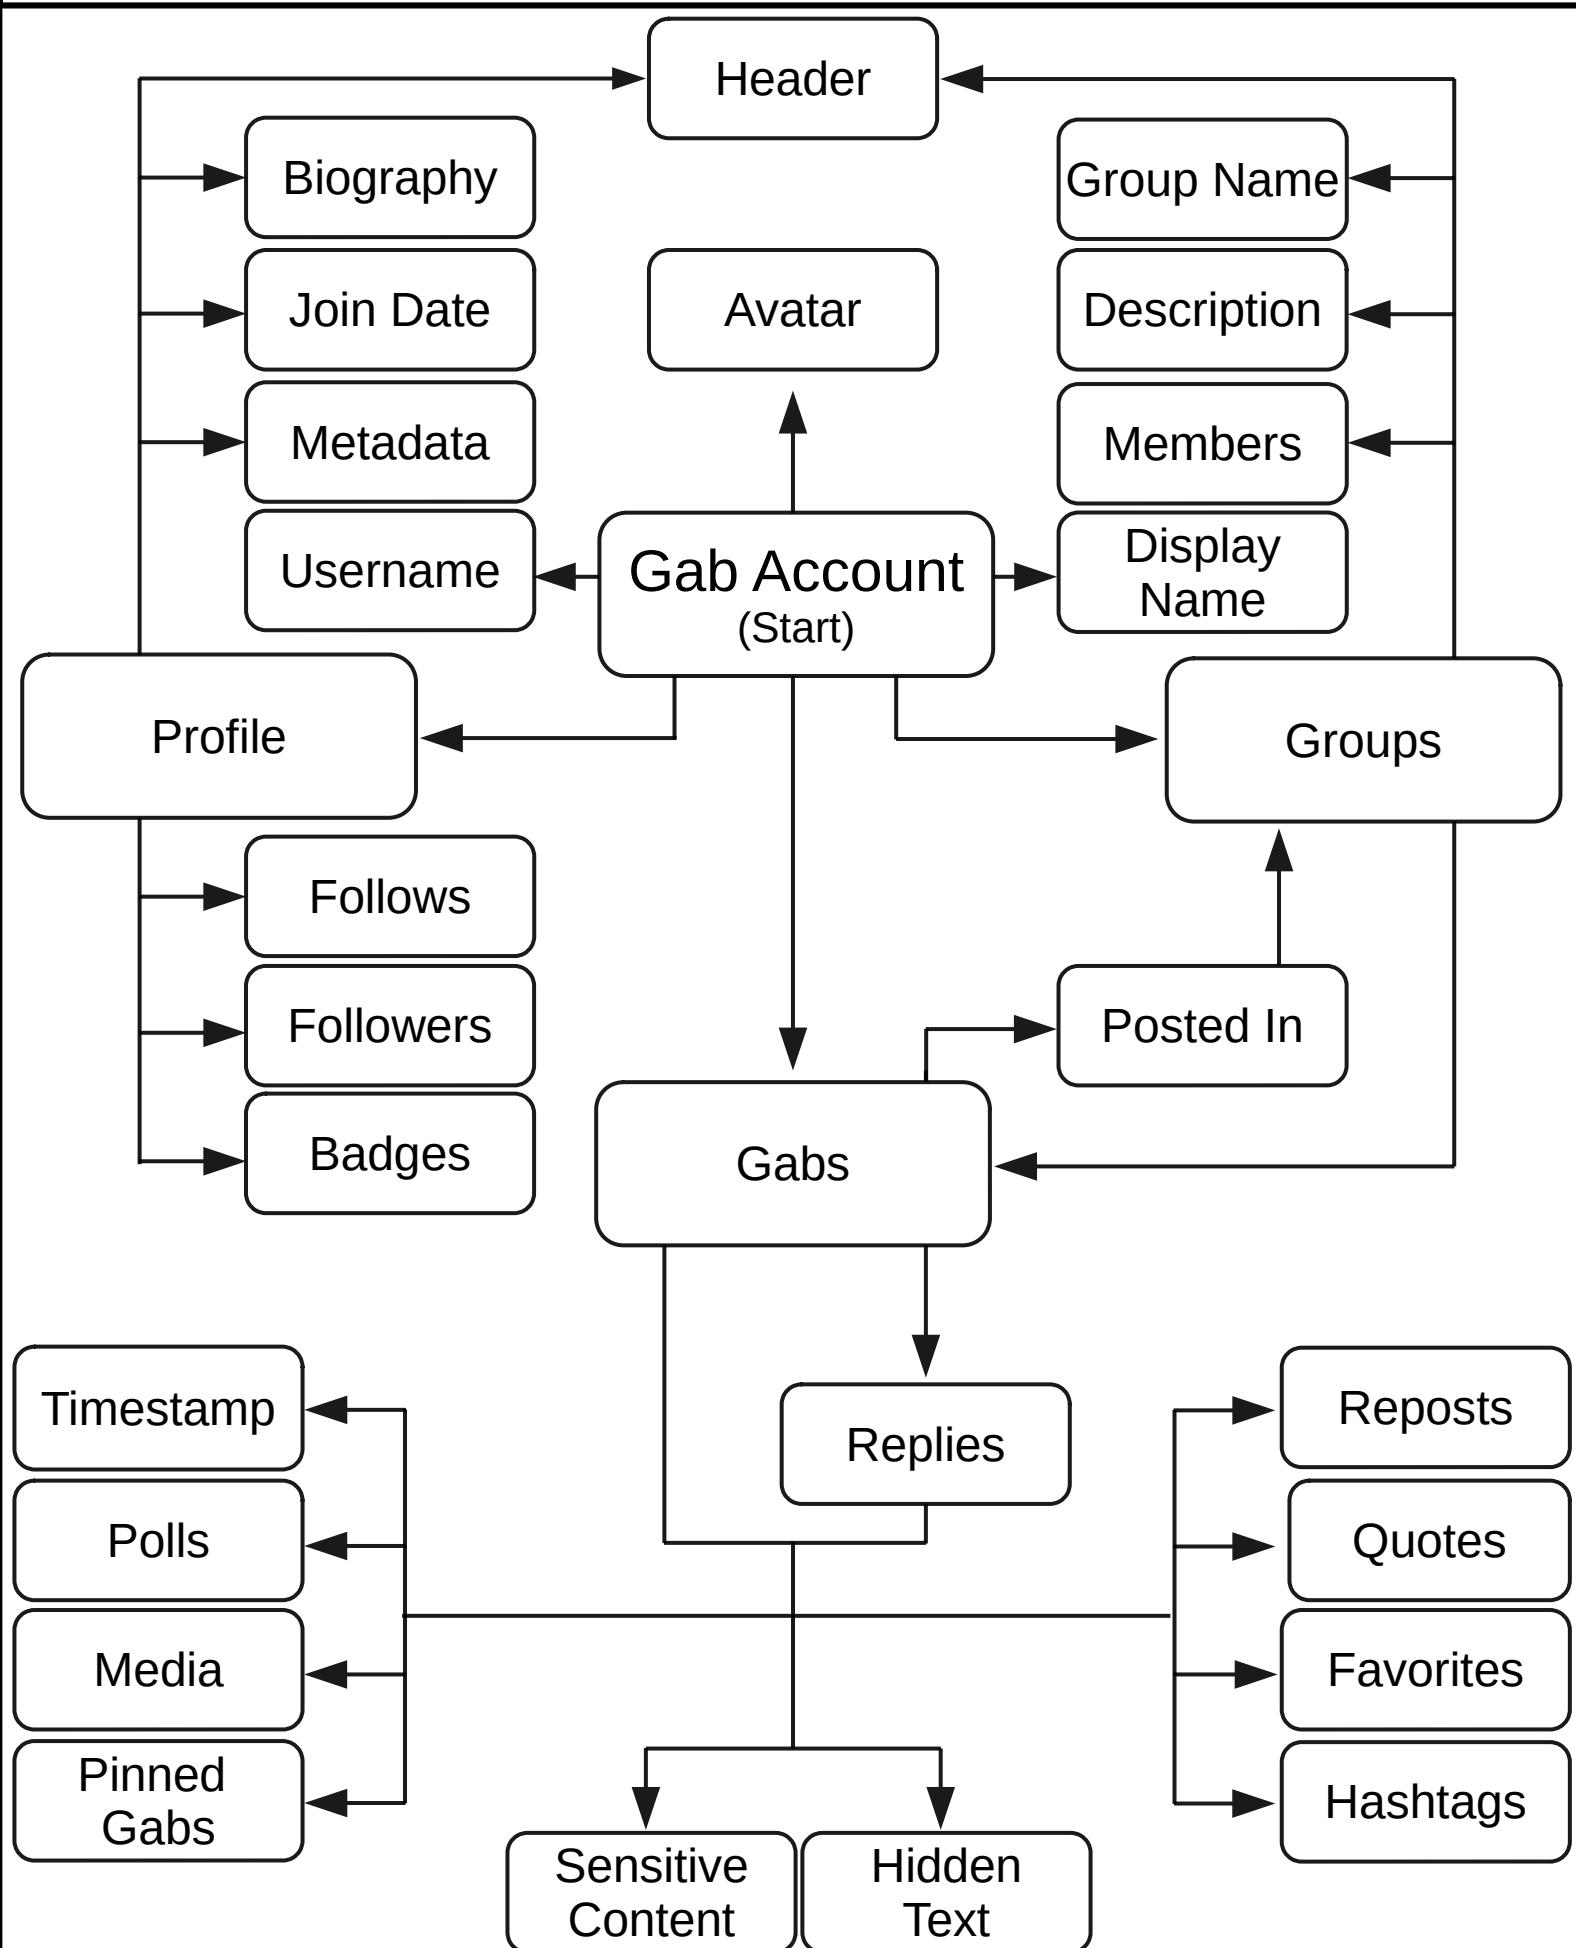 Header
Biography
Group Name
Join Date
Avatar
Description
Metadata
Members
Username
Gab Account
(Start)
Display
Name
Profile
Groups
Follows
Followers
Posted In
Badges
Gabs
Timestamp
Replies
Reposts
Polls
Quotes
Media
Favorites
Pinned
Gabs
Hashtags
Sensitive
Content
Hidden
Text